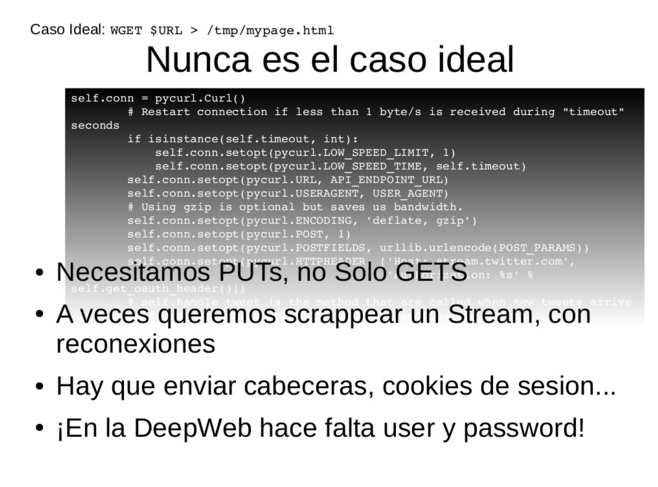 Caso Ideal: WGET $URL > /tmp/mypage.html
Nunca es el caso ideal
self.conn = pycurl.Curl()
# Restart connection if less than 1 byte/s is received during "timeout"
seconds
if isinstance(self.timeout, int):
self.conn.setopt(pycurl.LOW_SPEED_LIMIT, 1)
self.conn.setopt(pycurl.LOW_SPEED_TIME, self.timeout)
self.conn.setopt(pycurl.URL, API_ENDPOINT_URL)
self.conn.setopt(pycurl.USERAGENT, USER_AGENT)
# Using gzip is optional but saves us bandwidth.
self.conn.setopt(pycurl.ENCODING, 'deflate, gzip')
self.conn.setopt(pycurl.POST, 1)
self.conn.setopt(pycurl.POSTFIELDS, urllib.urlencode(POST_PARAMS))
self.conn.setopt(pycurl.HTTPHEADER, ['Host: stream.twitter.com',
%s' %
self.get_oauth_header()])
# self.handle_tweet is the method that are called when new tweets arrive
• Necesitamos PUTs, no Solo GETS
• A veces queremos scrappear un Stream, con
reconexiones
• Hay que enviar cabeceras, cookies de sesion...
• ¡En la DeepWeb hace falta user y password!